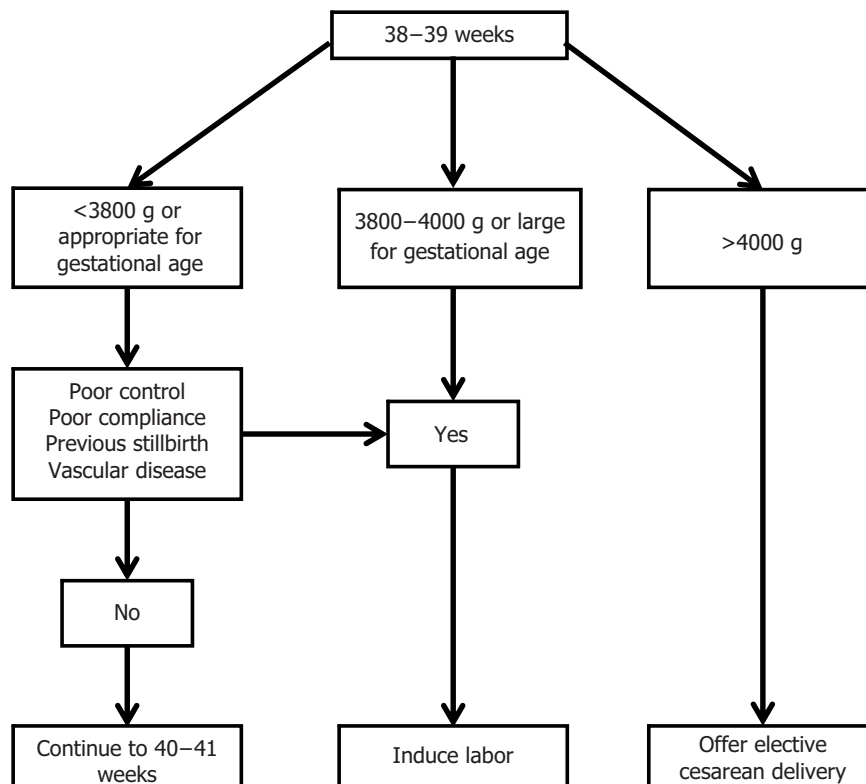 38−39 weeks
<3800 g or
appropriate for
gestational age
3800−4000 g or large
for gestational age
>4000 g
Poor control
Poor compliance
Previous stillbirth
Vascular disease
Yes
No
Continue to 40−41
weeks
Induce labor
Offer elective
cesarean delivery